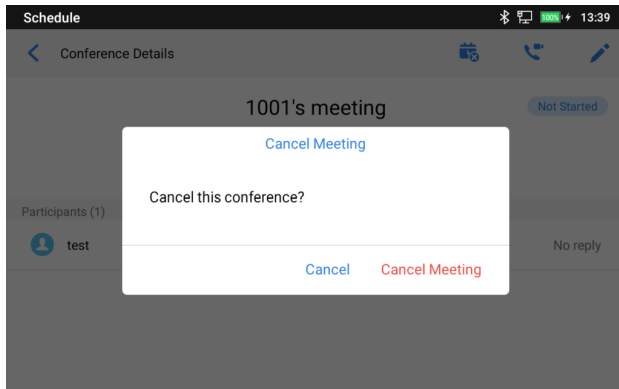 Schedule
100%
13:39
Conference Details
1001's meeting
Not Started
Cancel Meeting
Cancel this conference?
Participants (1)
test
No reply
Cancel
Cancel Meeting